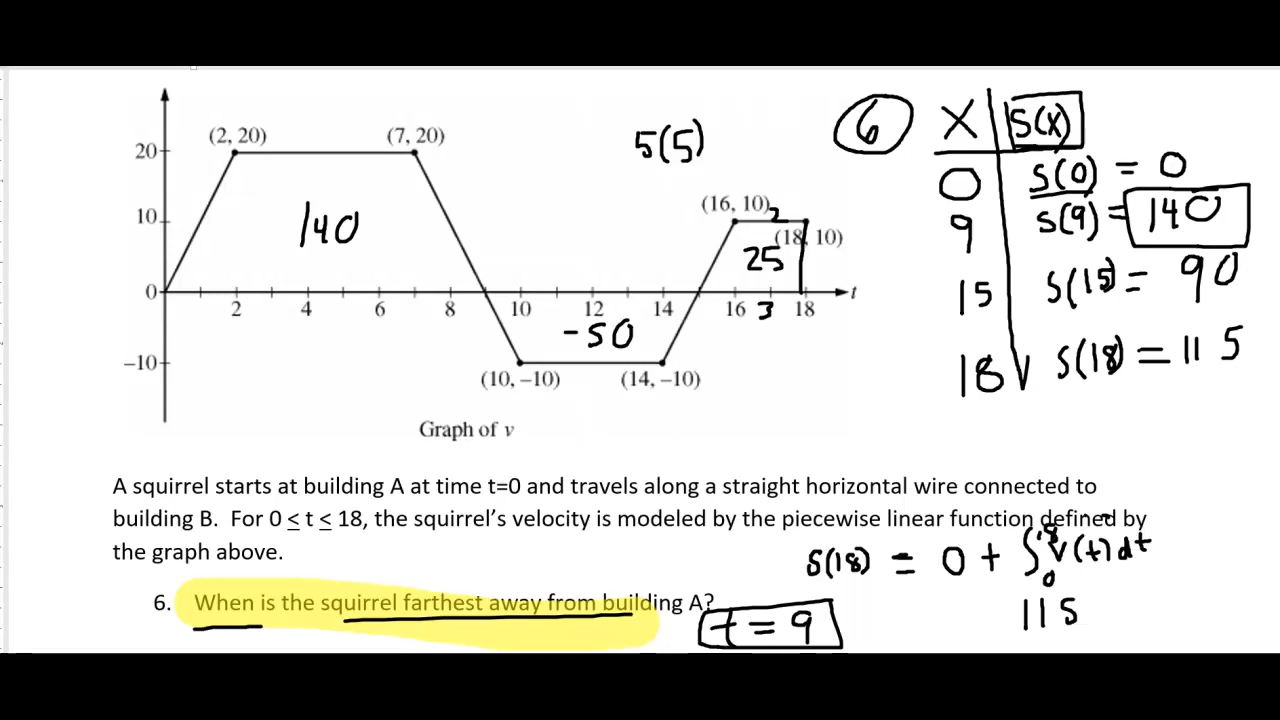 (2, 20)
(7, 20)
20
5(5)
6
X
S(x)
0
S(0) = 0
10
140
(16, 10)
2
(18, 10)
9
S(9) = 140
25
0
2
4
6
8
10
12
14
16
3
18
t
15
S(15) = 90
-50
−10
(10, −10)
(14, −10)
18
S(18) = 115
Graph of v
A squirrel starts at building A at time t=0 and travels along a straight horizontal wire connected to
building B. For 0 ≤ t ≤ 18, the squirrel’s velocity is modeled by the piecewise linear function defined by
the graph above.
S(18) = 0 + ∫₀¹⁸ v(t) dt
6. When is the squirrel farthest away from building A?
t = 9
115